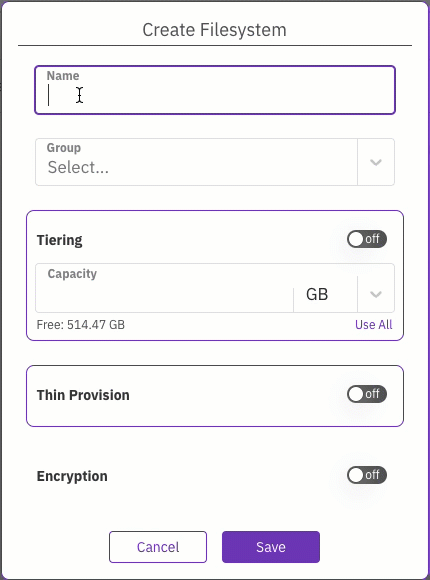 Create Filesystem
Name
Group
Select...
Tiering off
Capacity
GB
Free: 514.47 GB Use All
Thin Provision off
Encryption off
Cancel Save